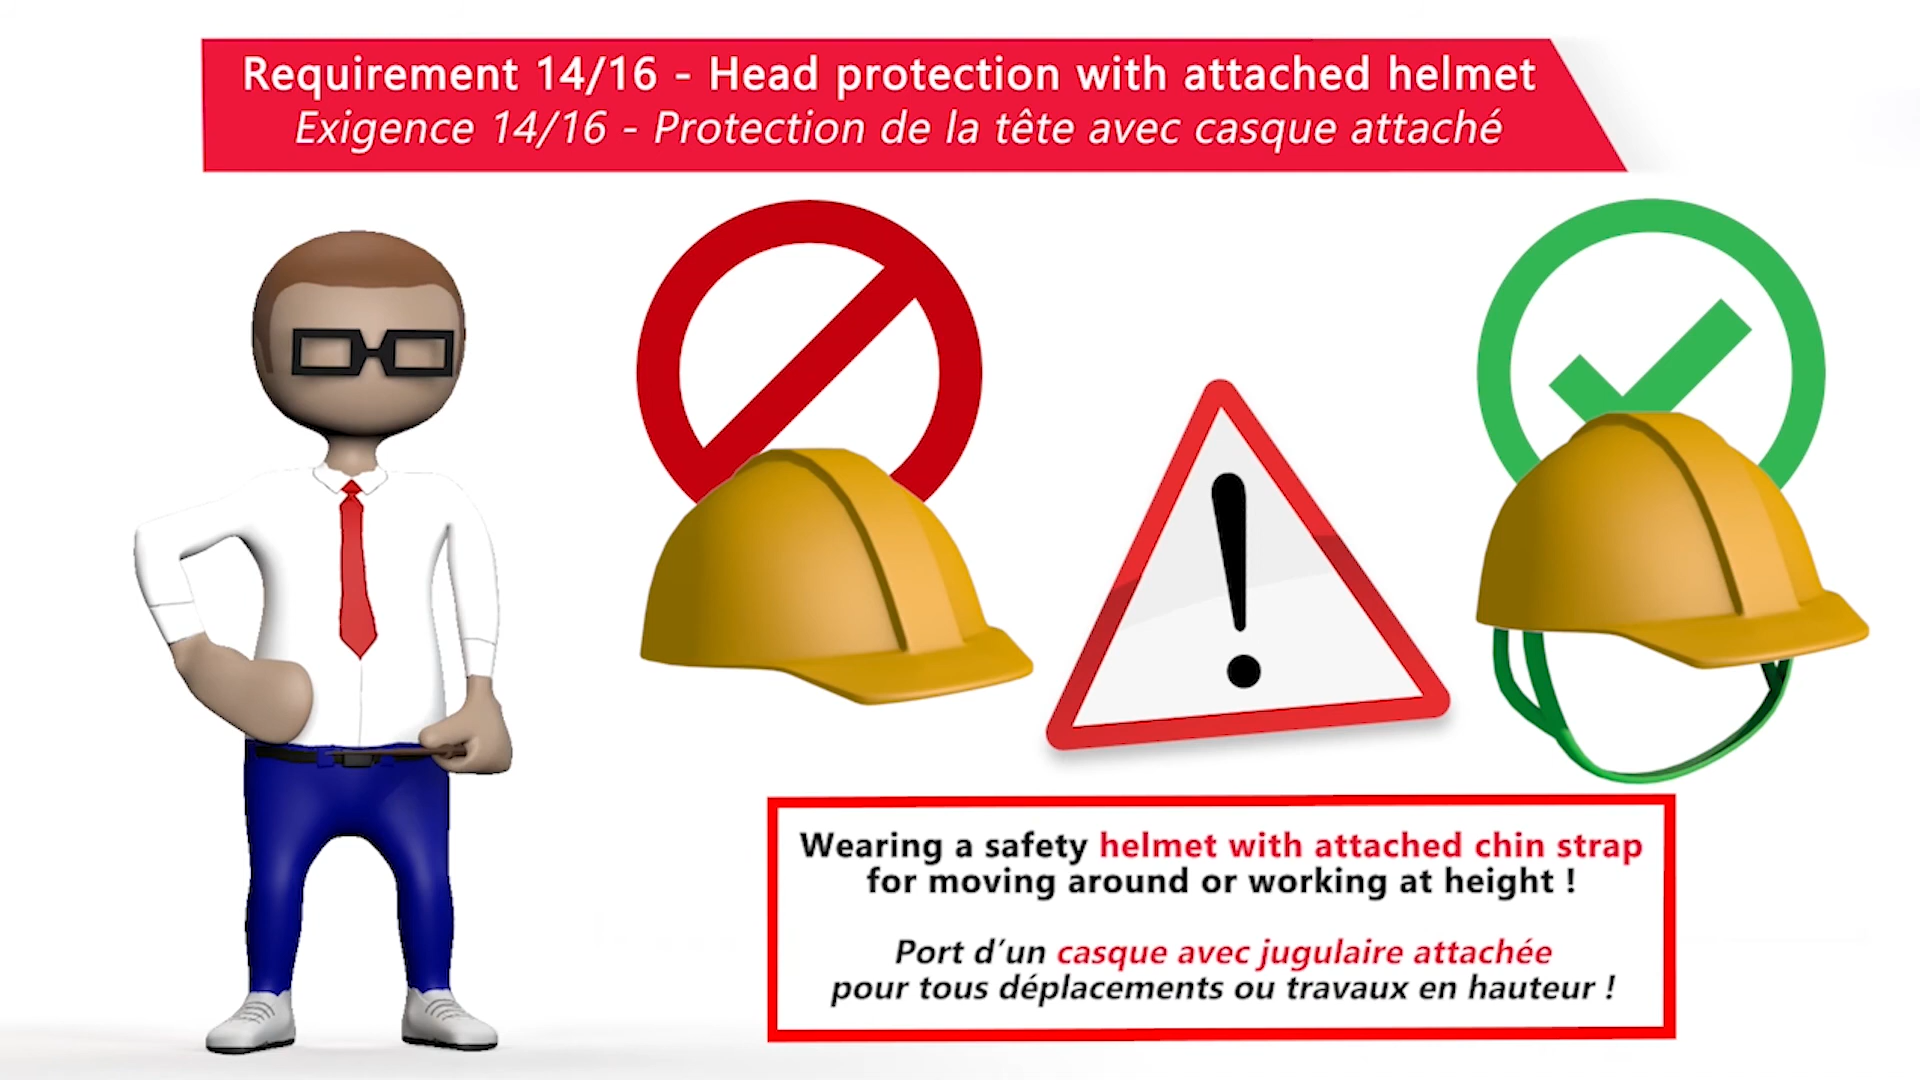 Requirement 14/16 - Head protection with attached helmet
Exigence 14/16 - Protection de la tête avec casque attaché
Wearing a safety helmet with attached chin strap
for moving around or working at height !
Port d’un casque avec jugulaire attachée
pour tous déplacements ou travaux en hauteur !